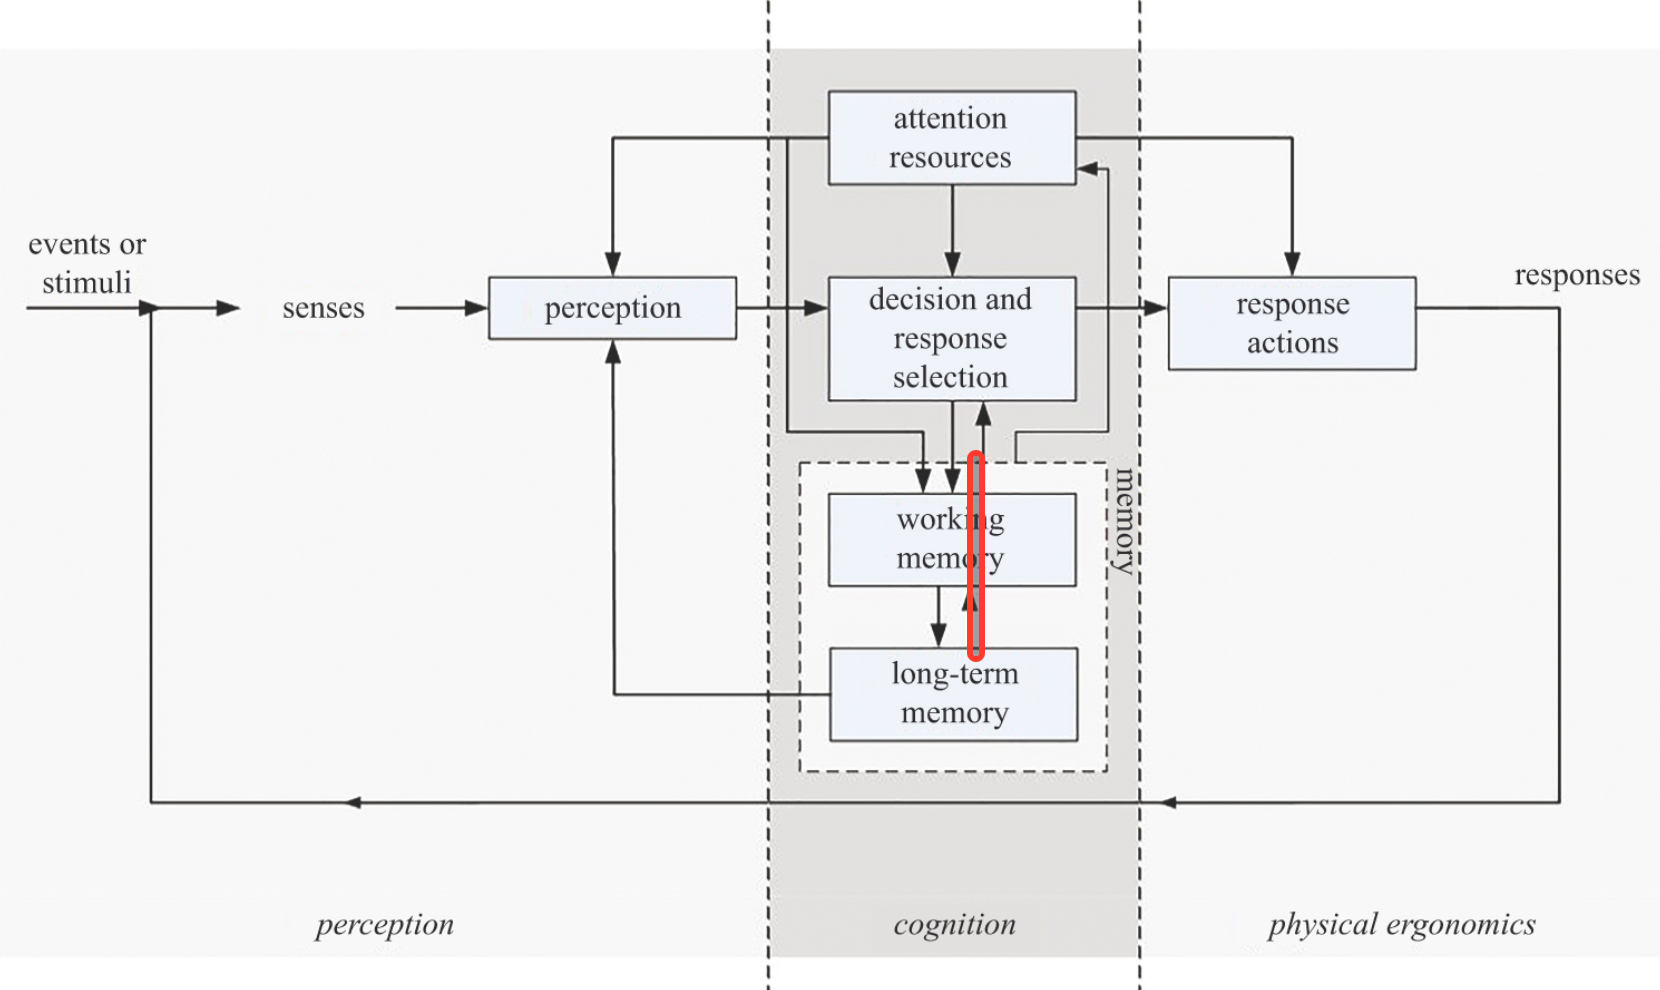 attention
resources
events or
stimuli
senses
perception
decision and
response
selection
response
actions
responses
working
memory
memory
long-term
memory
perception
cognition
physical ergonomics